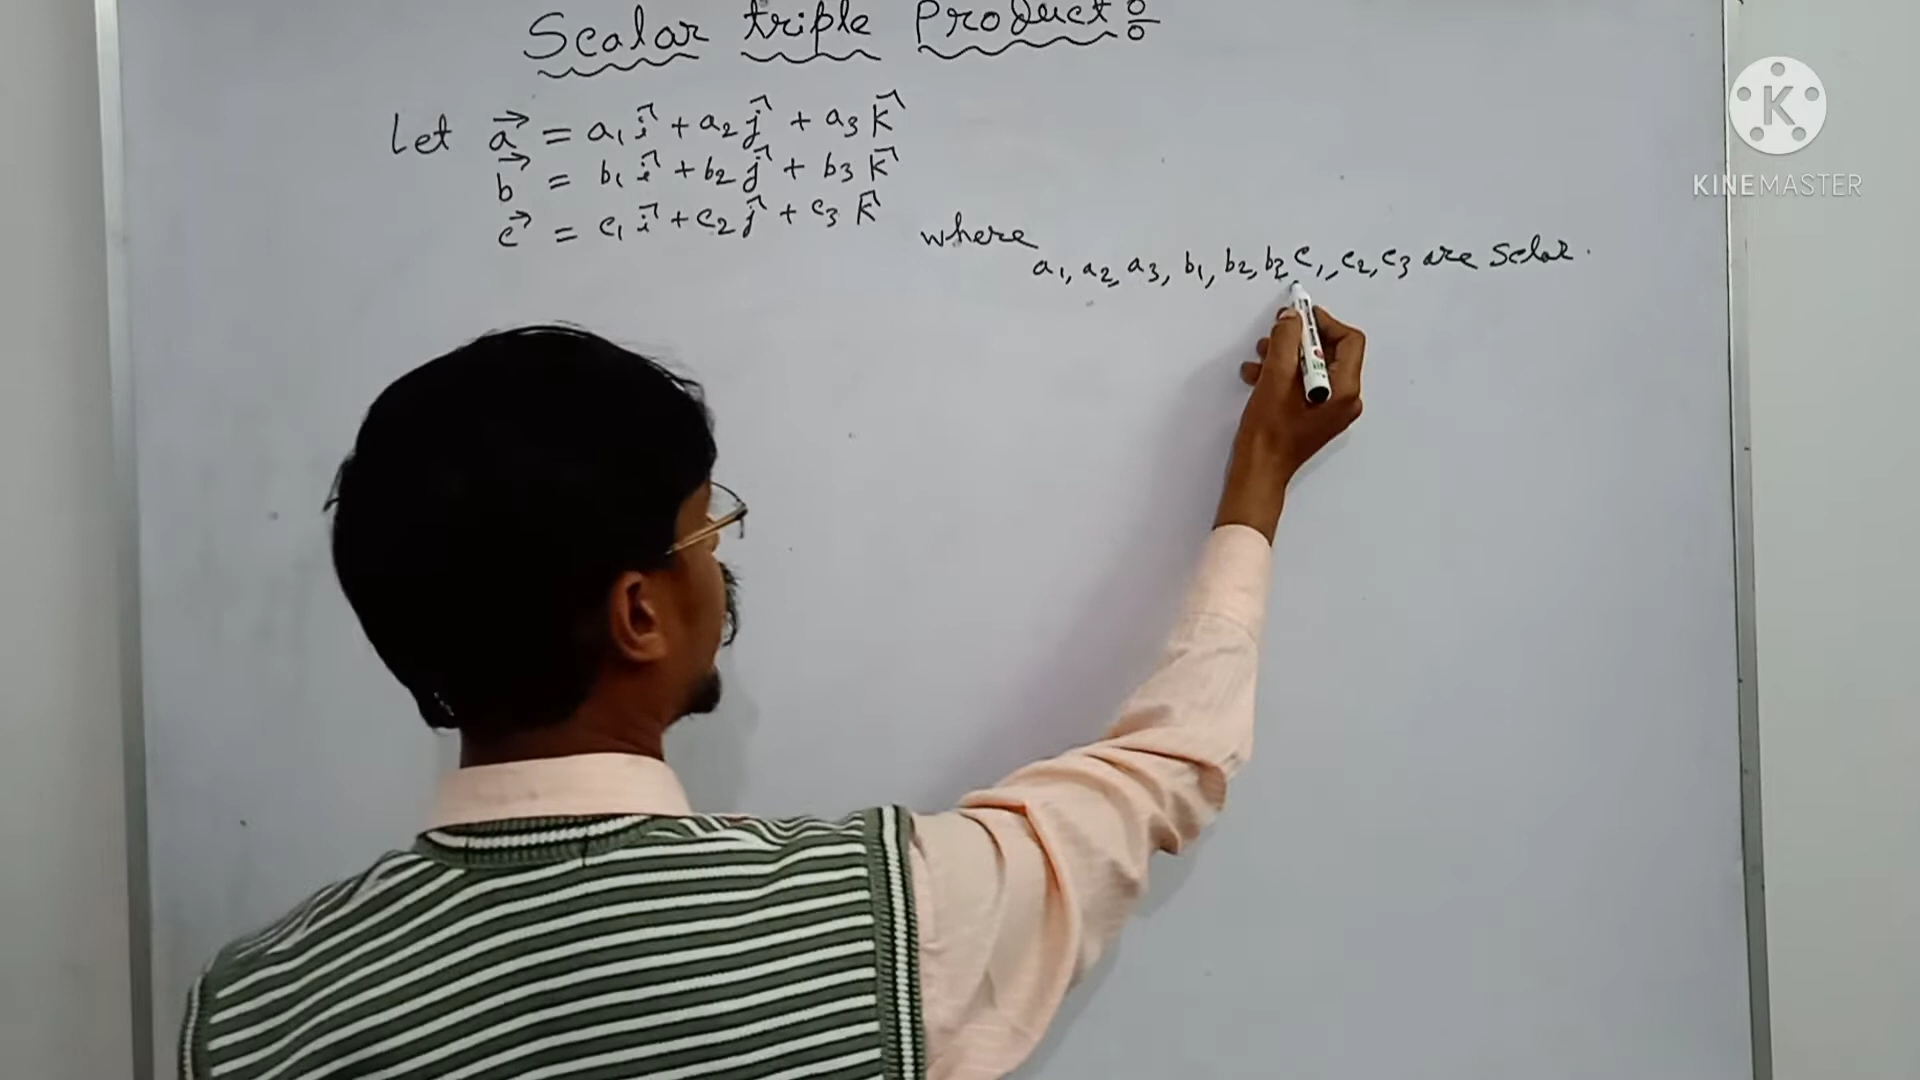 Scalar triple Product:
Let a⃗ = a₁ i⃗ + a₂ j⃗ + a₃ k⃗
b⃗ = b₁ i⃗ + b₂ j⃗ + b₃ k⃗
c⃗ = c₁ i⃗ + c₂ j⃗ + c₃ k⃗
where
a₁, a₂, a₃, b₁, b₂, b₃ c₁, c₂, c₃ are Sclar.
KINEMASTER